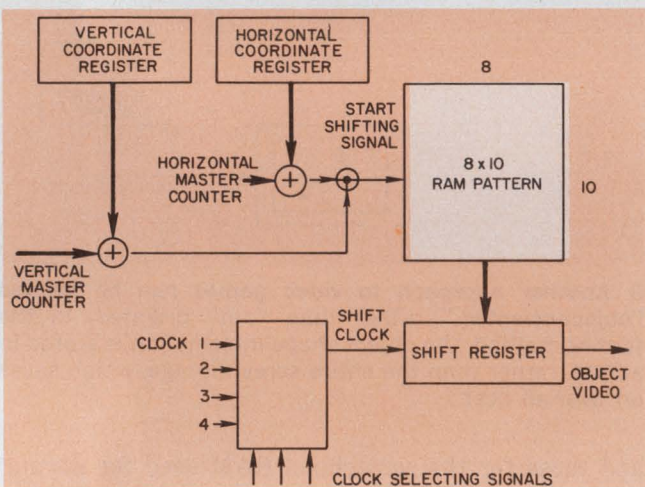 VERTICAL
COORDINATE
REGISTER
HORIZONTAL
COORDINATE
REGISTER
8
START
SHIFTING
SIGNAL
HORIZONTAL
MASTER
COUNTER
8 x 10
RAM PATTERN
10
VERTICAL
MASTER
COUNTER
CLOCK 1
2
3
4
SHIFT
CLOCK
SHIFT REGISTER
OBJECT
VIDEO
CLOCK SELECTING SIGNALS